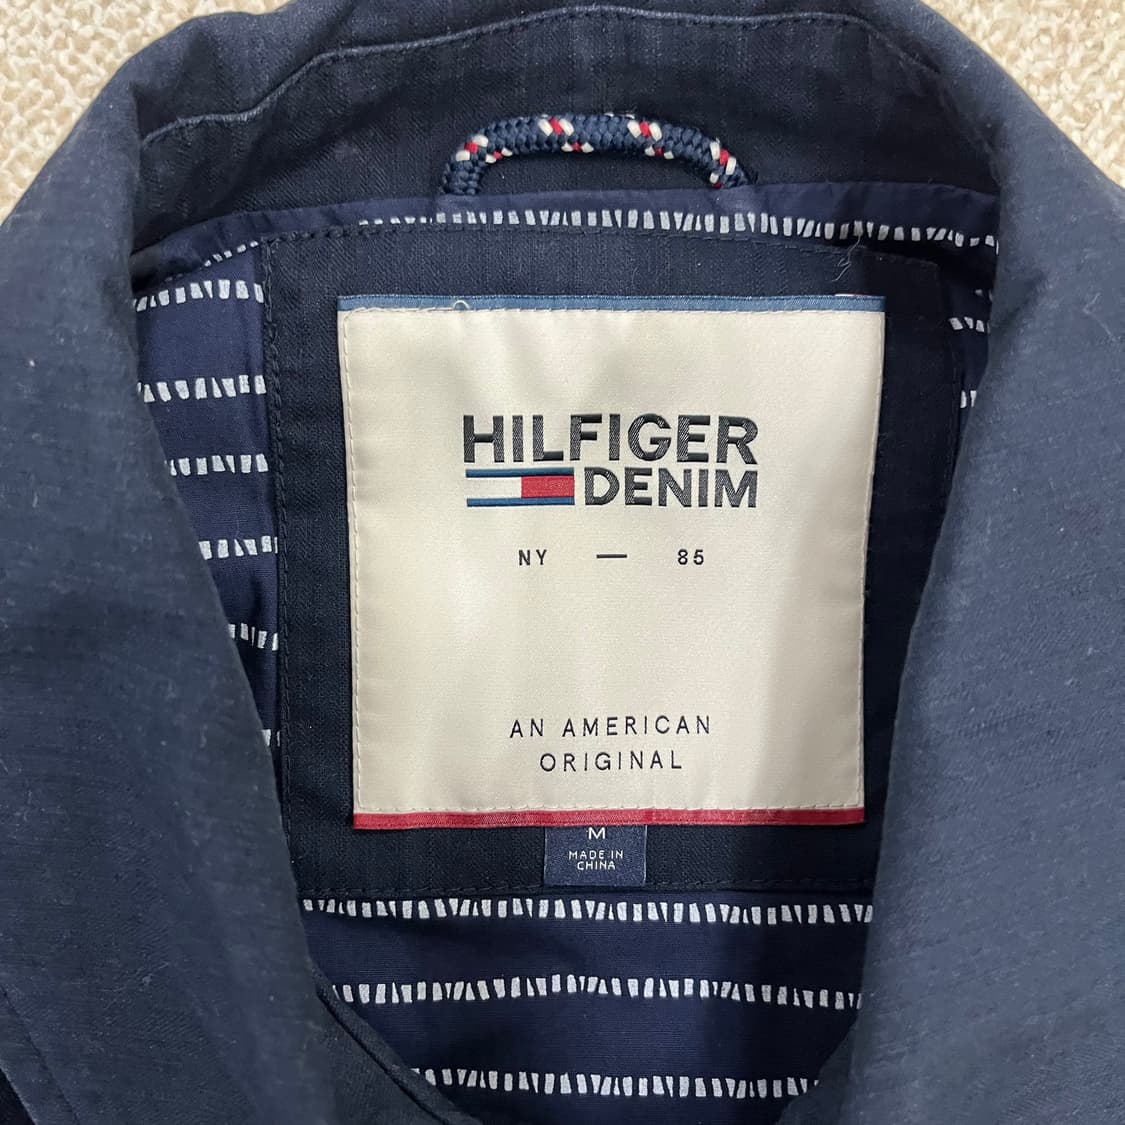 HILFIGER
DENIM
NY — 85
AN AMERICAN
ORIGINAL
M
MADE IN
CHINA